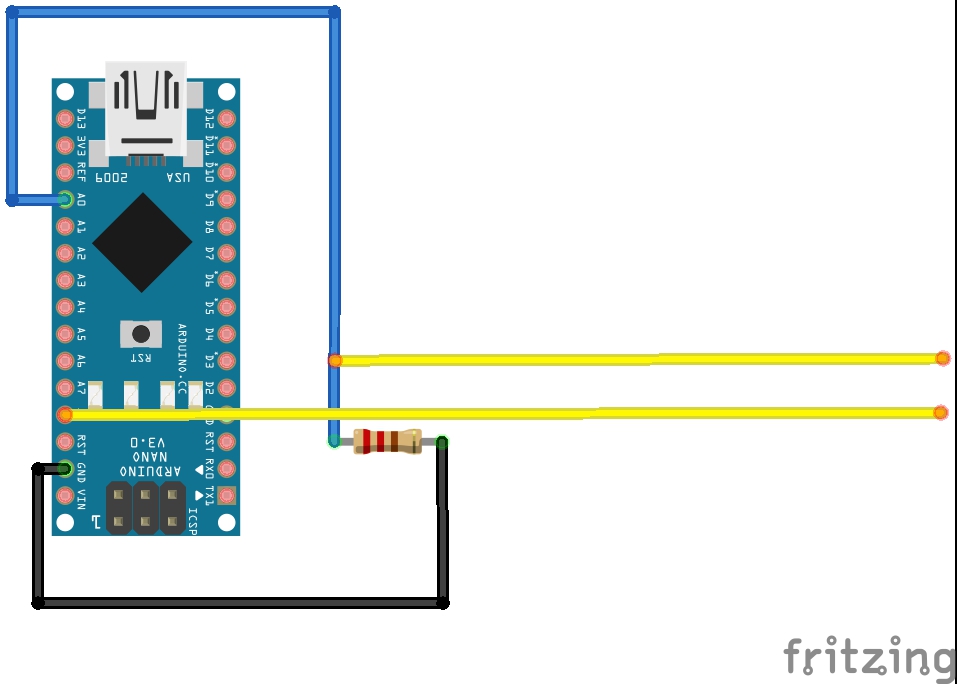 D13
3V3
REF
A0
A1
A2
A3
A4
A5
A6
A7
RST
GND
VIN
D12
D11
D10
D9
D8
D7
D6
D5
D4
D3
D2
RST
RX0
TX1
2009
USA
RST
ARDUINO.CC
V3.0
NANO
ARDUINO
1
ICSP
fritzing